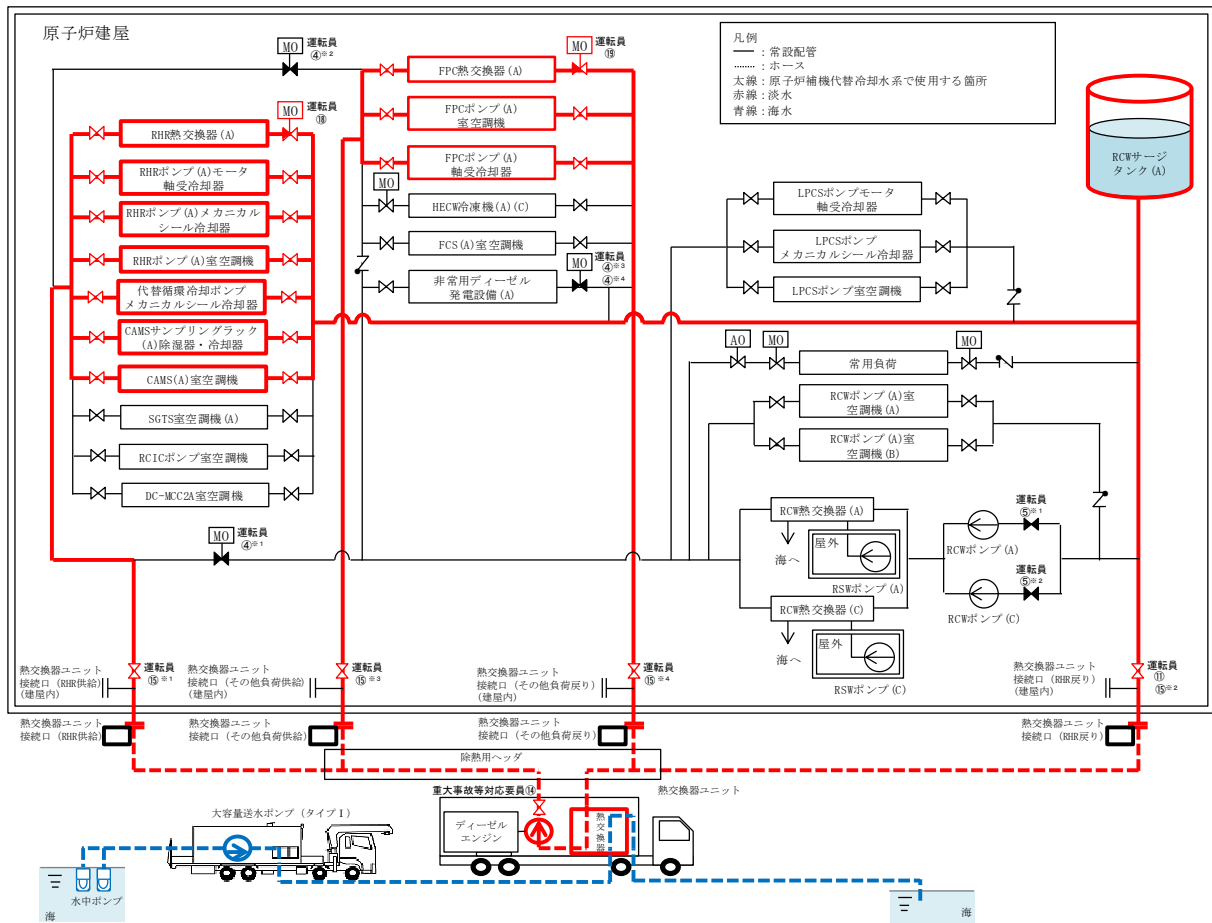 原子炉建屋
MO
運転員
④※2
MO
運転員
⑲
FPC熱交換器(A)
FPCポンプ(A)
室空調機
FPCポンプ(A)
軸受冷却器
MO
HECW冷凍機(A)(C)
FCS(A)室空調機
MO
運転員
④※3
④※4
非常用ディーゼル
発電設備(A)
凡例
：常設配管
：ホース
太線：原子炉補機代替冷却水系で使用する箇所
赤線：淡水
青線：海水
RCWサージ
タンク(A)
MO
運転員
⑱
RHR熱交換器(A)
RHRポンプ(A)モータ
軸受冷却器
RHRポンプ(A)メカニカル
シール冷却器
RHRポンプ(A)室空調機
代替循環冷却ポンプ
メカニカルシール冷却器
CAMSサンプリングラック
(A)除湿器・冷却器
CAMS(A)室空調機
SGTS室空調機(A)
RCICポンプ室空調機
DC-MCC2A室空調機
MO
運転員
④※1
LPCSポンプモータ
軸受冷却器
LPCSポンプ
メカニカルシール冷却器
LPCSポンプ室空調機
AO
MO
常用負荷
MO
RCWポンプ(A)室
空調機(A)
RCWポンプ(A)室
空調機(B)
RCW熱交換器(A)
海へ
屋外
RSWポンプ(A)
RCW熱交換器(C)
海へ
屋外
RSWポンプ(C)
運転員
⑤※1
RCWポンプ(A)
運転員
⑤※2
RCWポンプ(C)
熱交換器ユニット
接続口（RHR供給）
(建屋内)
運転員
⑮※1
熱交換器ユニット
接続口（その他負荷供給）
(建屋内)
運転員
⑮※3
熱交換器ユニット
接続口（その他負荷戻り）
(建屋内)
運転員
⑮※4
熱交換器ユニット
接続口（RHR戻り）
(建屋内)
運転員
⑪
⑮※2
熱交換器ユニット
接続口（RHR供給）
熱交換器ユニット
接続口（その他負荷供給）
熱交換器ユニット
接続口（その他負荷戻り）
熱交換器ユニット
接続口（RHR戻り）
除熱用ヘッダ
重大事故等対応要員⑭
熱交換器ユニット
大容量送水ポンプ（タイプⅠ）
ディーゼル
エンジン
熱交換器
水中ポンプ
海
海